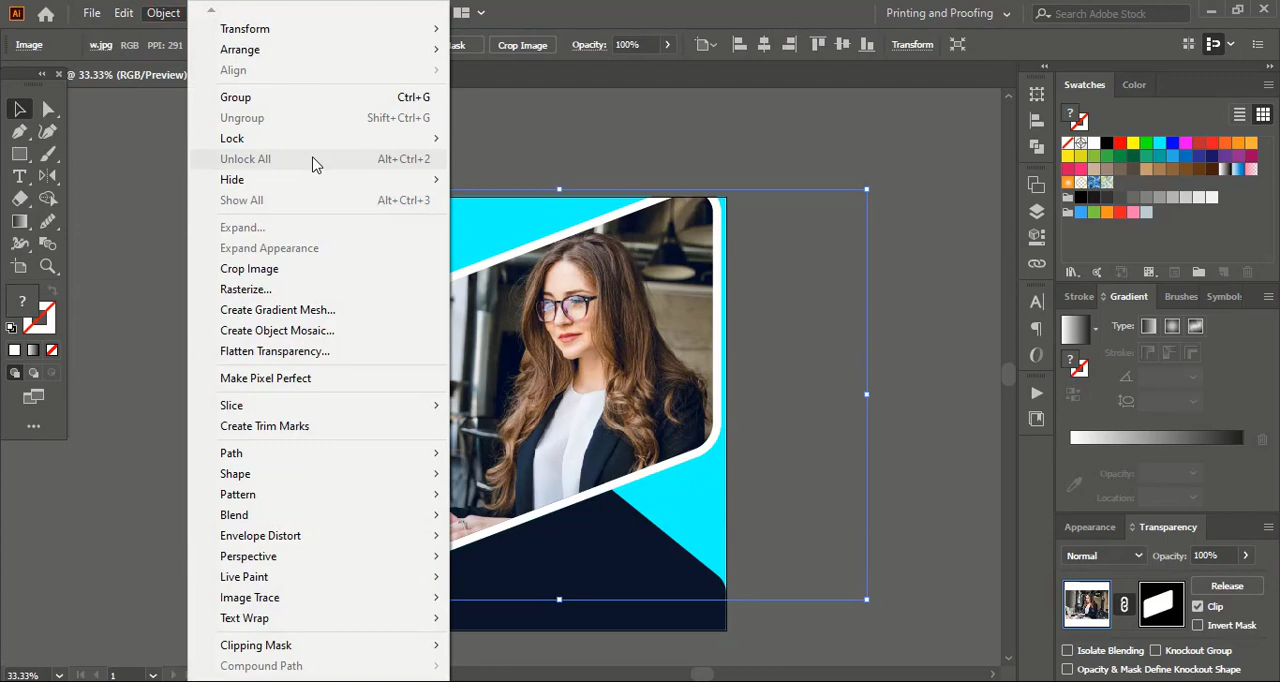 Ai File Edit Object Printing and Proofing Search Adobe Stock
Image w.jpg RGB PPI: 291 ask Crop Image Opacity: 100% Transform
@ 33.33% (RGB/Preview)
Transform
Arrange
Align
Group Ctrl+G
Ungroup Shift+Ctrl+G
Lock
Unlock All Alt+Ctrl+2
Hide
Show All Alt+Ctrl+3
Expand...
Expand Appearance
Crop Image
Rasterize...
Create Gradient Mesh...
Create Object Mosaic...
Flatten Transparency...
Make Pixel Perfect
Slice
Create Trim Marks
Path
Shape
Pattern
Blend
Envelope Distort
Perspective
Live Paint
Image Trace
Text Wrap
Clipping Mask
Compound Path
Swatches Color
Stroke Gradient Brushes Symbols
Type:
Stroke:
Opacity:
Location:
Appearance Transparency
Normal Opacity: 100%
Release
Clip
Invert Mask
Isolate Blending Knockout Group
Opacity & Mask Define Knockout Shape
33.33% 1